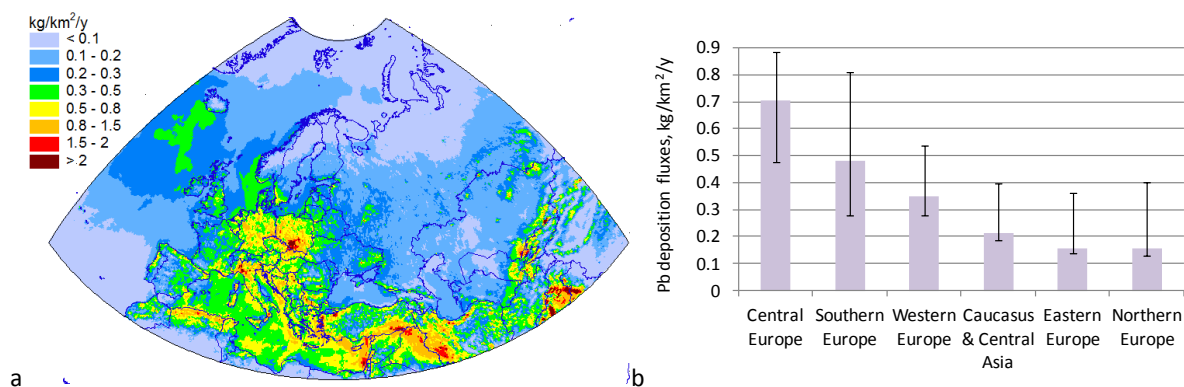 kg/km²/y
< 0.1
0.1 - 0.2
0.2 - 0.3
0.3 - 0.5
0.5 - 0.8
0.8 - 1.5
1.5 - 2
>2
a
Pb deposition fluxes, kg/km²/y
0.9
0.8
0.7
0.6
0.5
0.4
0.3
0.2
0.1
0
Central Southern Western Caucasus Eastern Northern
Europe Europe Europe & Central Europe Europe
Asia
b